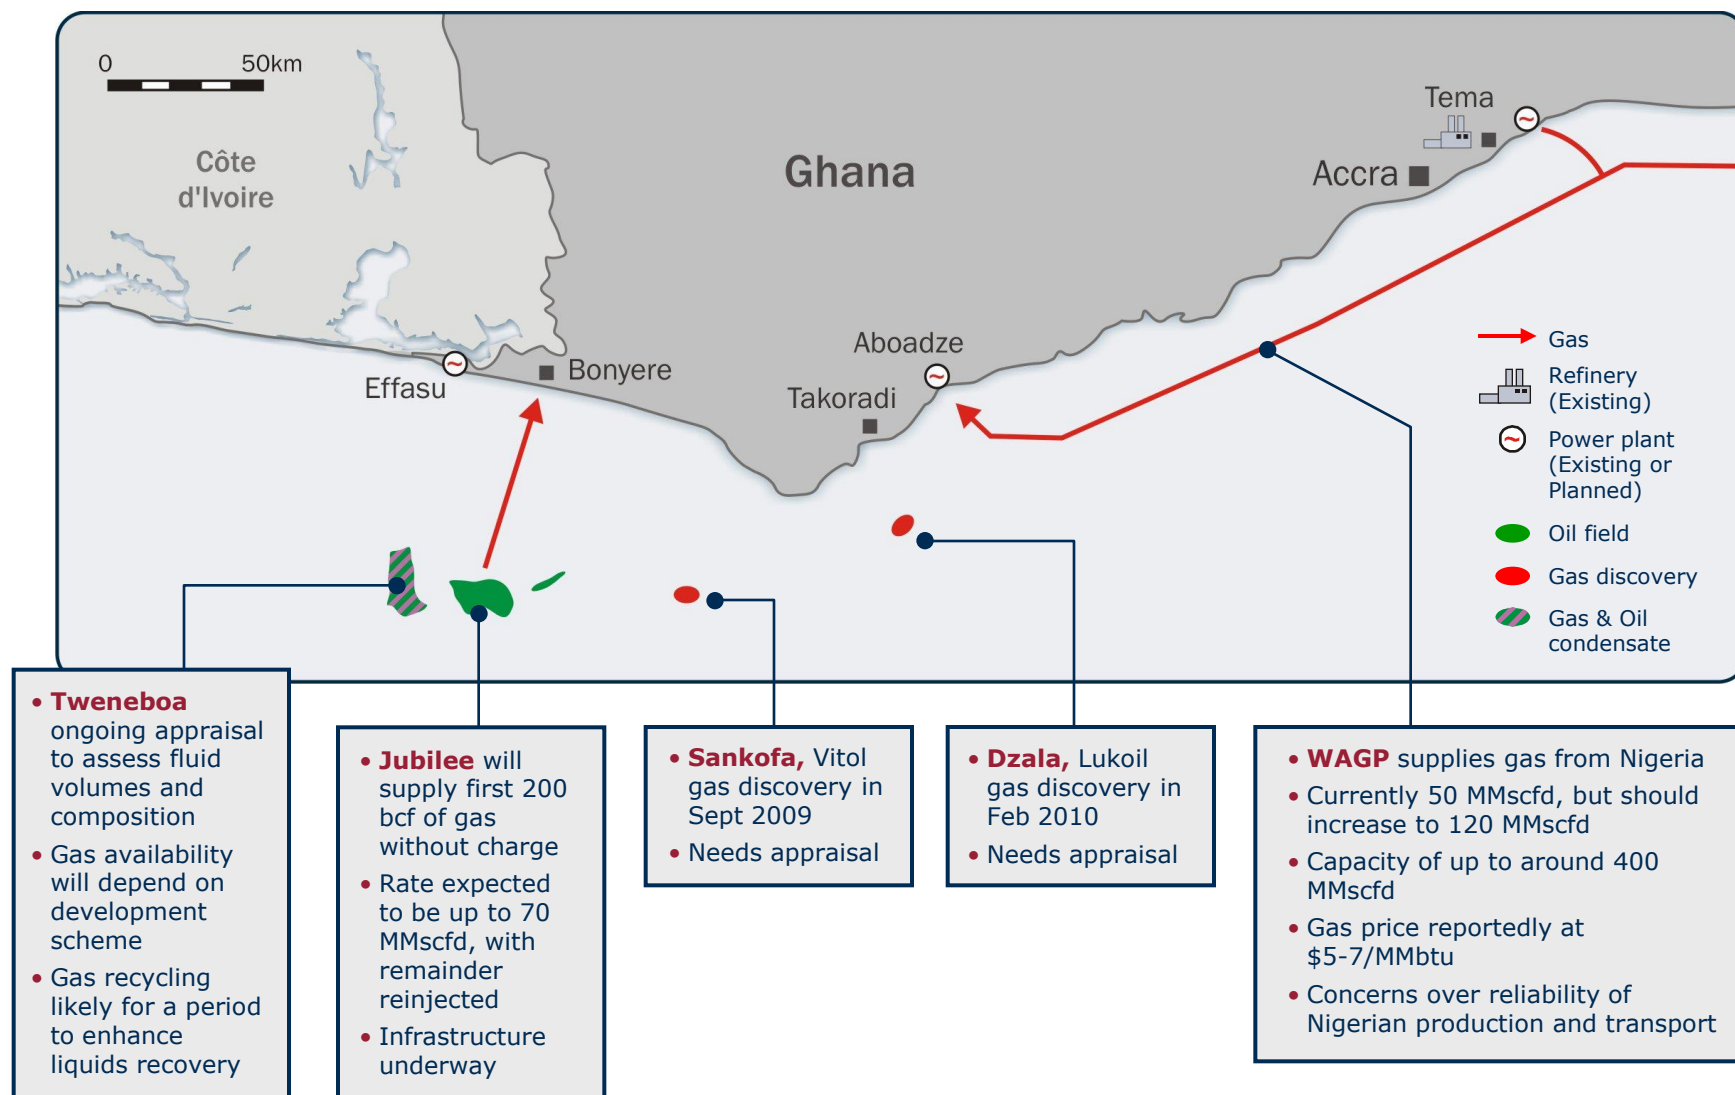 0 50km
Côte
d'Ivoire
Ghana
Tema
Accra
Effasu
Bonyere
Aboadze
Takoradi
Gas
Refinery
(Existing)
Power plant
(Existing or
Planned)
Oil field
Gas discovery
Gas & Oil
condensate
• Tweneboa
ongoing appraisal
to assess fluid
volumes and
composition
• Gas availability
will depend on
development
scheme
• Gas recycling
likely for a period
to enhance
liquids recovery
• Jubilee will
supply first 200
bcf of gas
without charge
• Rate expected
to be up to 70
MMscfd, with
remainder
reinjected
• Infrastructure
underway
• Sankofa, Vitol
gas discovery in
Sept 2009
• Needs appraisal
• Dzala, Lukoil
gas discovery in
Feb 2010
• Needs appraisal
• WAGP supplies gas from Nigeria
• Currently 50 MMscfd, but should
increase to 120 MMscfd
• Capacity of up to around 400
MMscfd
• Gas price reportedly at
$5-7/MMbtu
• Concerns over reliability of
Nigerian production and transport